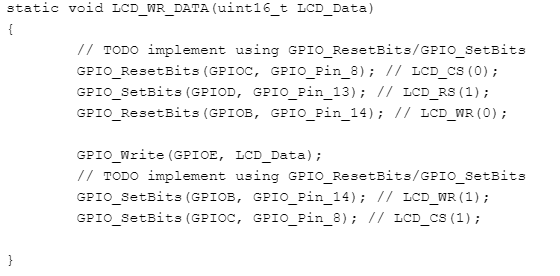 static void LCD_WR_DATA(uint16_t LCD_Data)
{
// TODO implement using GPIO_ResetBits/GPIO_SetBits
GPIO_ResetBits(GPIOC, GPIO_Pin_8); // LCD_CS(0);
GPIO_SetBits(GPIOD, GPIO_Pin_13); // LCD_RS(1);
GPIO_ResetBits(GPIOB, GPIO_Pin_14); // LCD_WR(0);
GPIO_Write(GPIOE, LCD_Data);
// TODO implement using GPIO_ResetBits/GPIO_SetBits
GPIO_SetBits(GPIOB, GPIO_Pin_14); // LCD_WR(1);
GPIO_SetBits(GPIOC, GPIO_Pin_8); // LCD_CS(1);
}